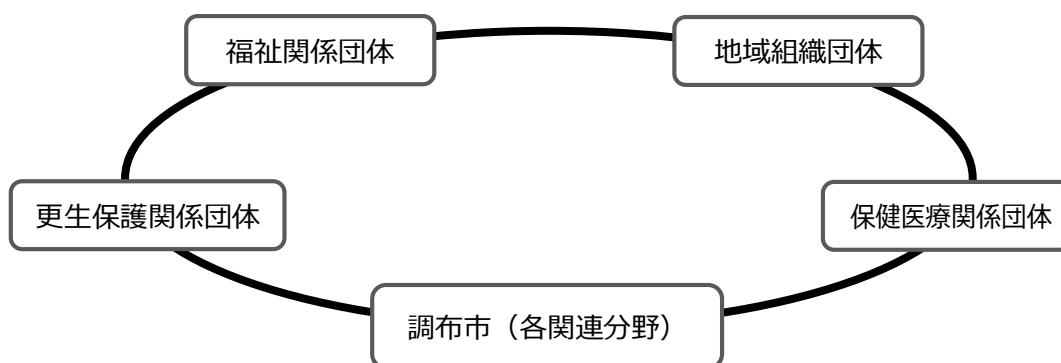 福祉関係団体
地域組織団体
更生保護関係団体
保健医療関係団体
調布市（各関連分野）